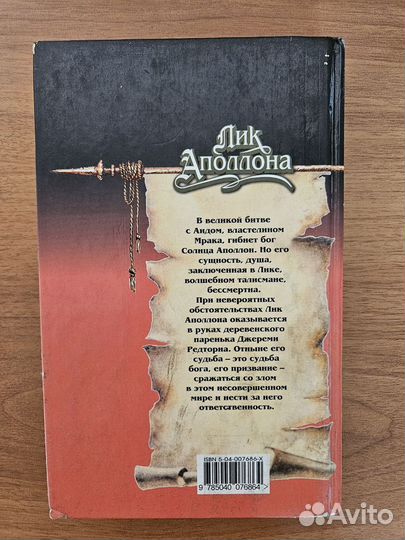 Лик
Аполлона
В великой битве
с Аидом, властелином
Мрака, гибнет бог
Солнца Аполлон. Но его
сущность, душа,
заключенная в Лике,
волшебном талисмане,
бессмертна.
При невероятных
обстоятельствах Лик
Аполлона оказывается
в руках деревенского
паренька Джереми
Редторна. Отныне его
судьба – это судьба
бога, его призвание –
сражаться со злом
в этом несовершенном
мире и нести за него
ответственность.
ISBN 5-04-007686-X
9 785040 076864 >
Avito